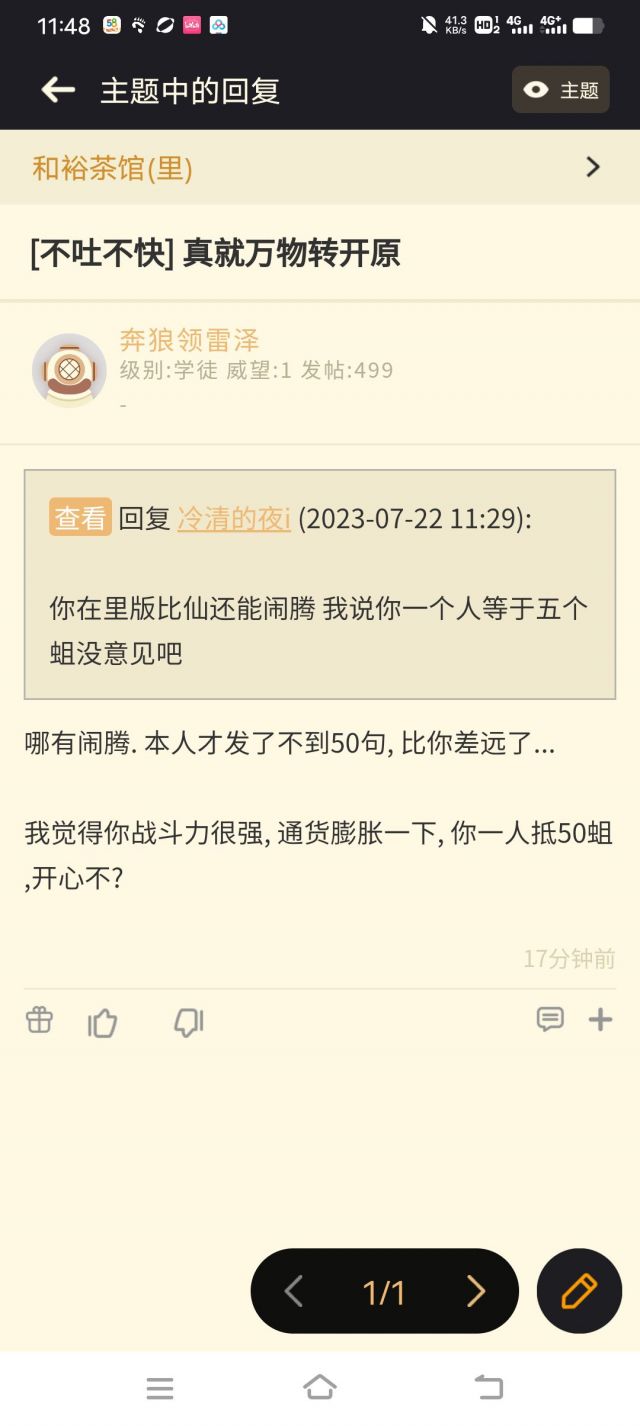 11:48
58
41.3
KB/s
HD 1 2
4G
4G+
主题中的回复
主题
和裕茶馆(里)
[不吐不快] 真就万物转开原
奔狼领雷泽
级别:学徒 威望:1 发帖:499
-
查看 回复 冷清的夜i (2023-07-22 11:29):
你在里版比仙还能闹腾 我说你一个人等于五个
蛆没意见吧
哪有闹腾. 本人才发了不到50句, 比你差远了...
我觉得你战斗力很强, 通货膨胀一下, 你一人抵50蛆
,开心不?
17分钟前
1/1